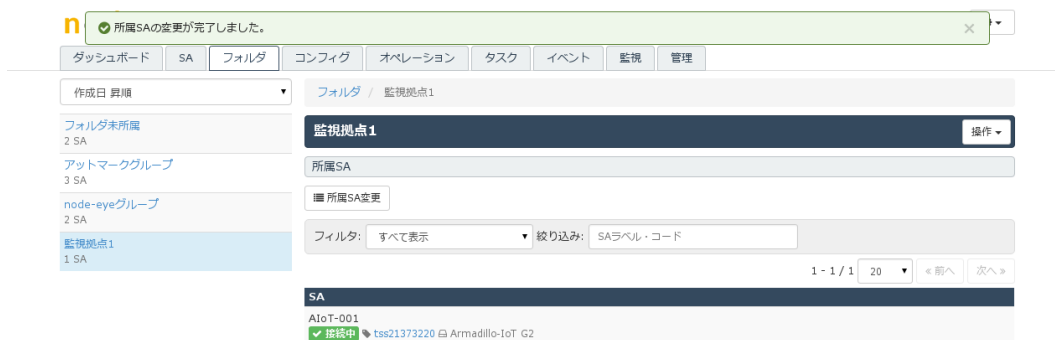 n
所属SAの変更が完了しました。
ダッシュボード SA フォルダ コンフィグ オペレーション タスク イベント 監視 管理
作成日 昇順
フォルダ / 監視拠点1
フォルダ未所属
2 SA
アットマークグループ
3 SA
node-eyeグループ
2 SA
監視拠点1
1 SA
監視拠点1
操作
所属SA
所属SA変更
フィルタ: すべて表示 絞り込み: SAラベル・コード
1 - 1 / 1 20 «前へ 次へ»
SA
AIoT-001
接続中 tss21373220 Armadillo-IoT G2